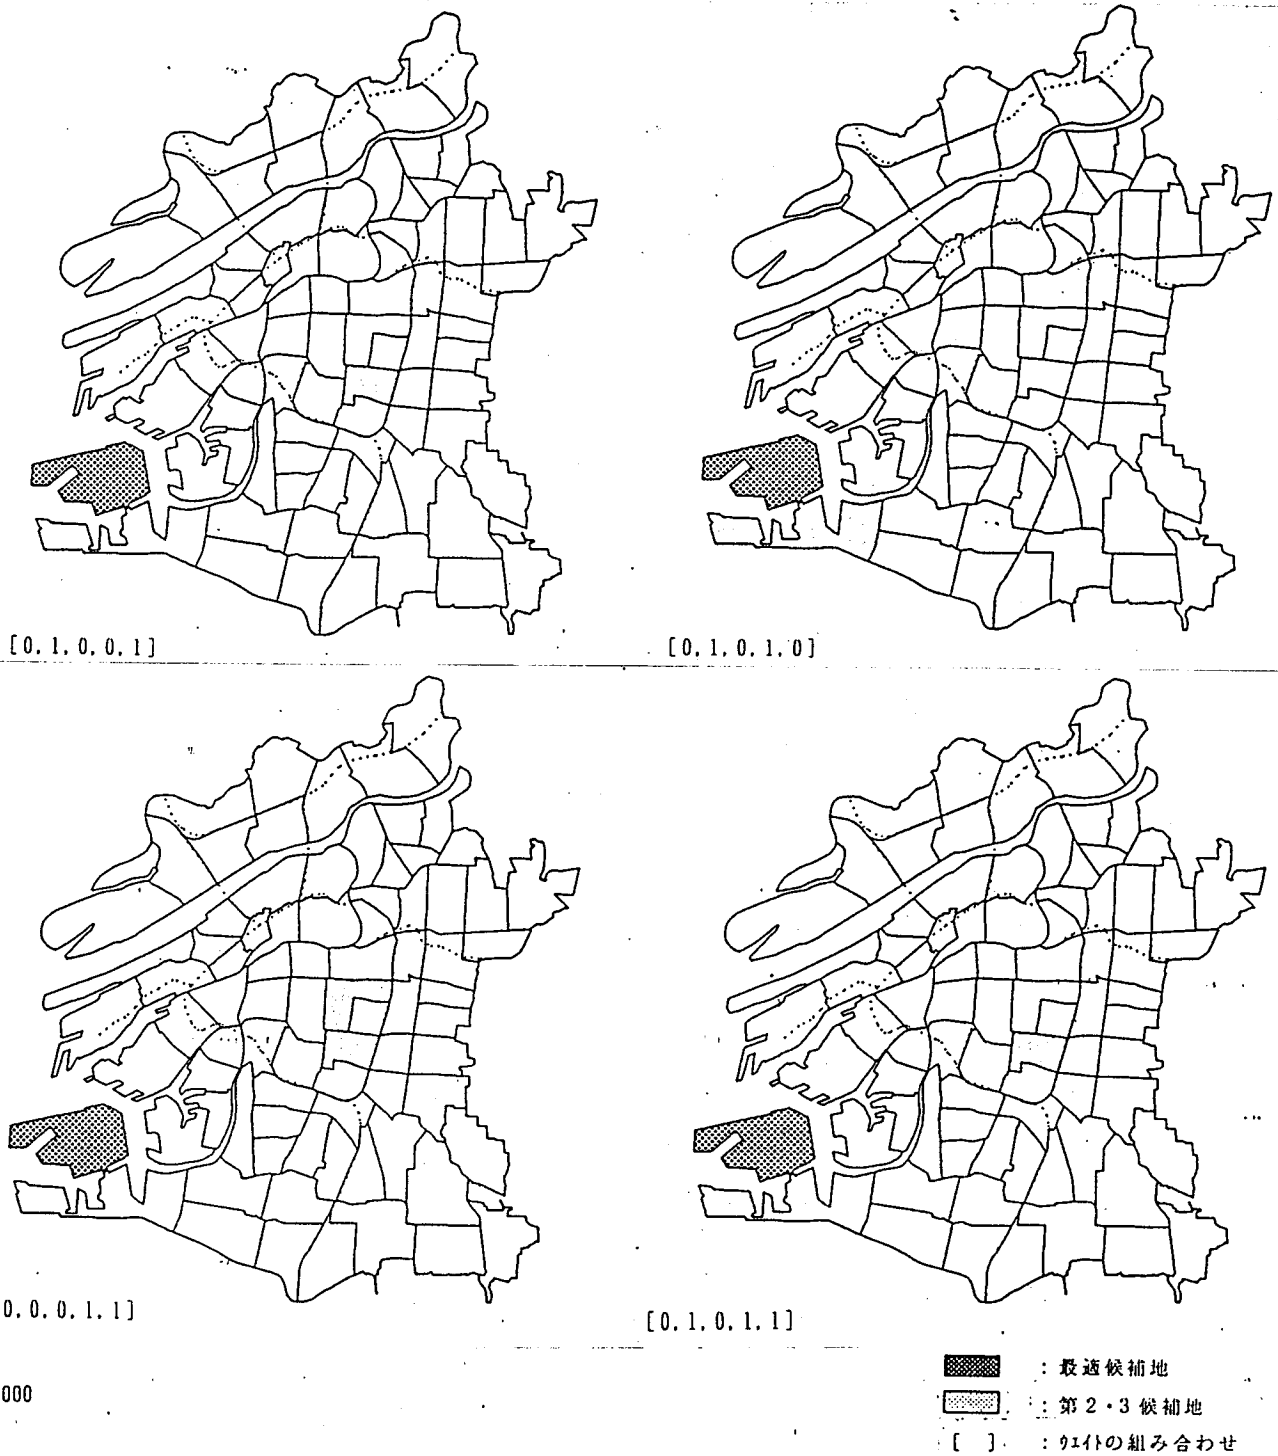 [0,1,0,0,1]
[0,1,0,1,0]
0,0,0,1,1]
[0,1,0,1,1]
000
: 最適候補地
: 第2・3候補地
[ ] : ウエイトの組み合わせ